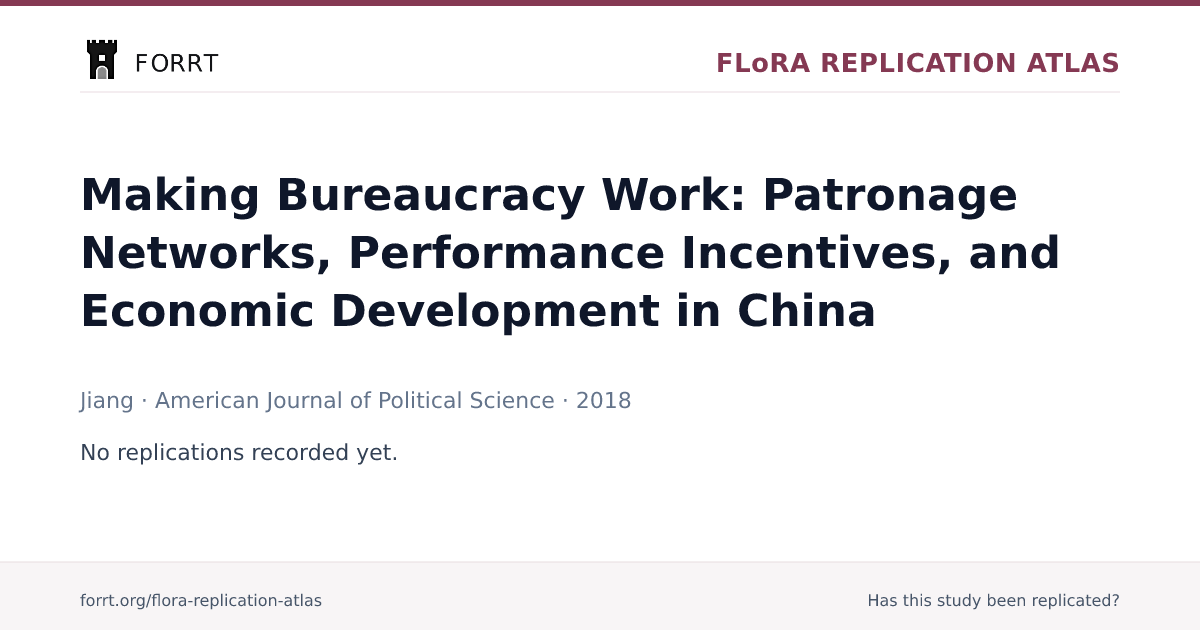 FORRT
FLoRA REPLICATION ATLAS
Making Bureaucracy Work: Patronage
Networks, Performance Incentives, and
Economic Development in China
Jiang · American Journal of Political Science · 2018
No replications recorded yet.
forrt.org/flora-replication-atlas
Has this study been replicated?